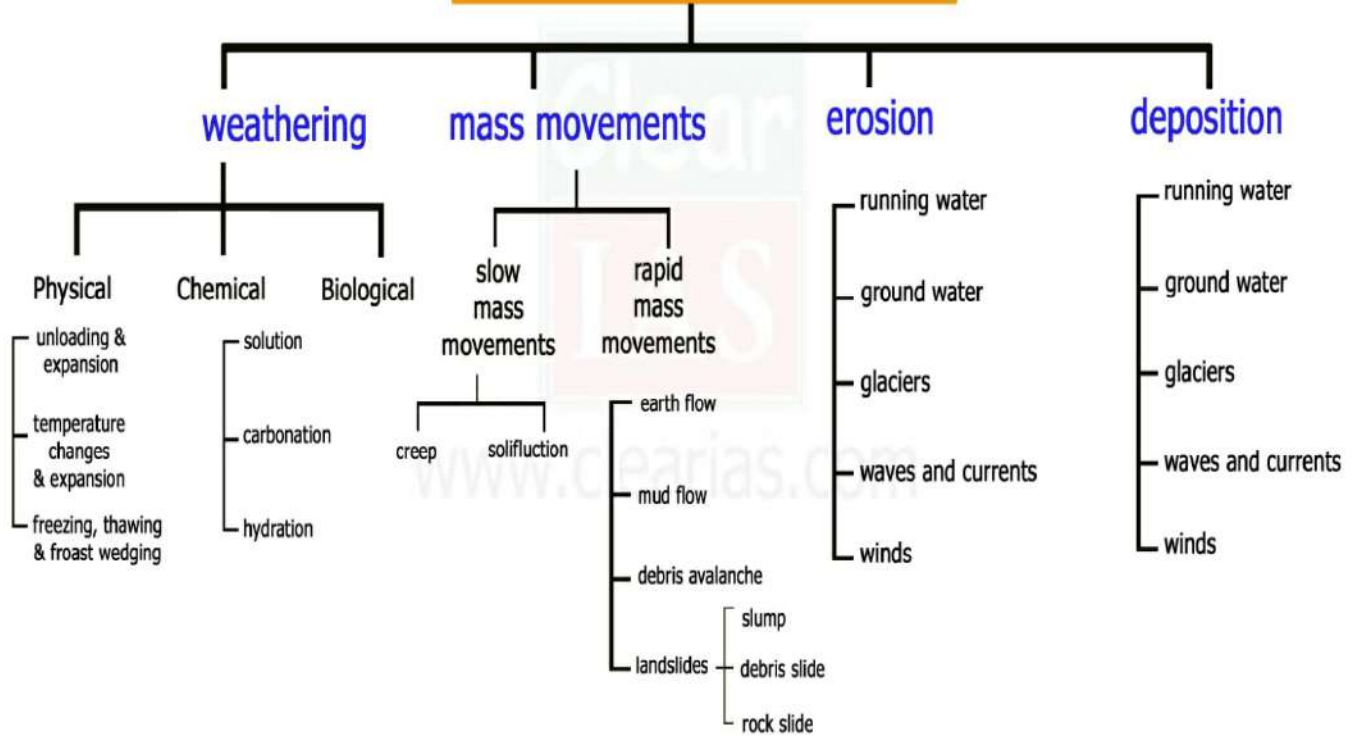 weathering
mass movements
erosion
deposition
Physical
Chemical
Biological
unloading &
expansion
temperature
changes
& expansion
freezing, thawing
& froast wedging
solution
carbonation
hydration
slow
mass
movements
rapid
mass
movements
creep
solifluction
earth flow
mud flow
debris avalanche
landslides
slump
debris slide
rock slide
running water
ground water
glaciers
waves and currents
winds
running water
ground water
glaciers
waves and currents
winds
Clear
IAS
www.clearias.com